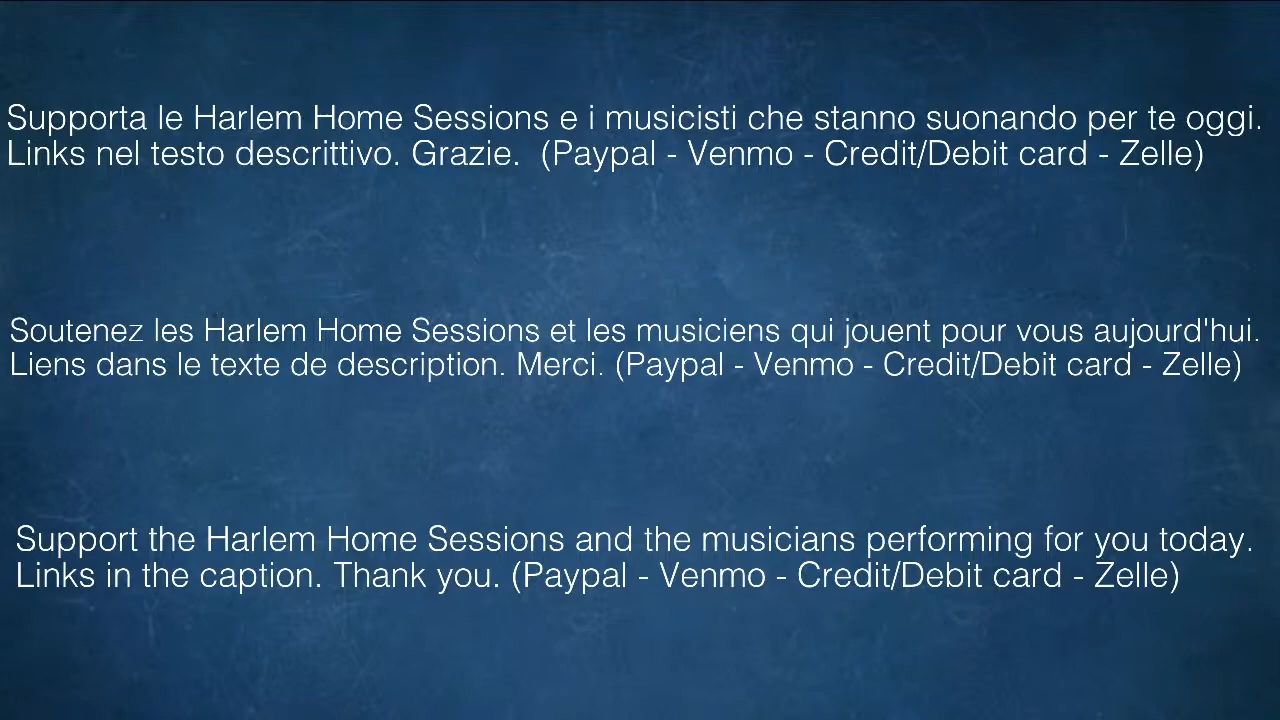 Supporta le Harlem Home Sessions e i musicisti che stanno suonando per te oggi.
Links nel testo descrittivo. Grazie.  (Paypal - Venmo - Credit/Debit card - Zelle)
Soutenez les Harlem Home Sessions et les musiciens qui jouent pour vous aujourd'hui.
Liens dans le texte de description. Merci. (Paypal - Venmo - Credit/Debit card - Zelle)
Support the Harlem Home Sessions and the musicians performing for you today.
Links in the caption. Thank you. (Paypal - Venmo - Credit/Debit card - Zelle)